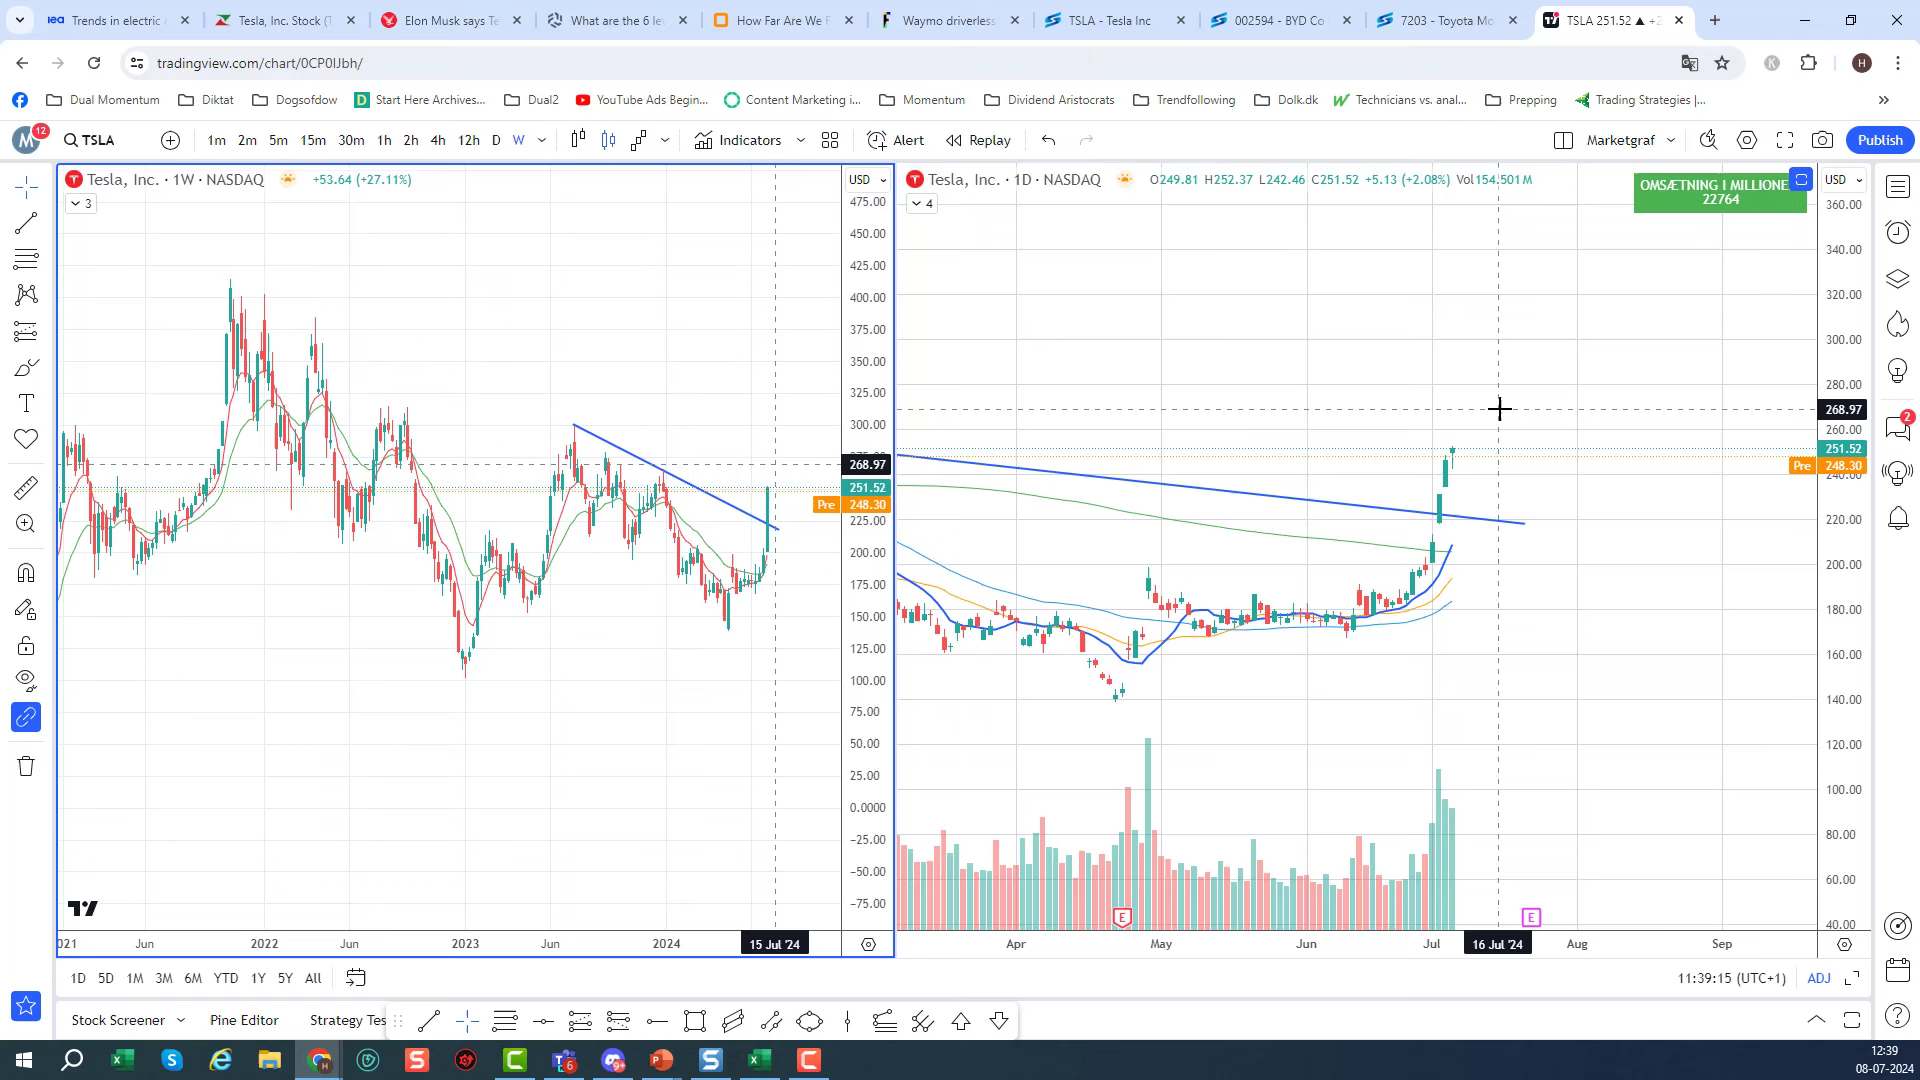 Trends in electric
Tesla, Inc. Stock (T
Elon Musk says Te
What are the 6 le
How Far Are We F
Waymo driverless
TSLA - Tesla Inc
002594 - BYD Co
7203 - Toyota Mo
TSLA 251.52 ▲ +2
tradingview.com/chart/0CP0IJbh/
Dual Momentum
Diktat
Dogsofdow
Start Here Archives...
Dual2
YouTube Ads Begin...
Content Marketing i...
Momentum
Dividend Aristocrats
Trendfollowing
Dolk.dk
Technicians vs. anal...
Prepping
Trading Strategies |...
M 12
TSLA
1m 2m 5m 15m 30m 1h 2h 4h 12h D W
Indicators
Alert
Replay
Marketgraf
Publish
Tesla, Inc. · 1W · NASDAQ
+53.64 (+27.11%)
USD
3
475.00
450.00
425.00
400.00
375.00
350.00
325.00
300.00
268.97
251.52
Pre 248.30
225.00
200.00
175.00
150.00
125.00
100.00
75.00
50.00
25.00
0.0000
−25.00
−50.00
−75.00
021 Jun 2022 Jun 2023 Jun 2024 15 Jul '24
Tesla, Inc. · 1D · NASDAQ
O249.81 H252.37 L242.46 C251.52 +5.13 (+2.08%) Vol154.501M
4
OMSÆTNING I MILLIONE
22764
USD
360.00
340.00
320.00
300.00
280.00
268.97
260.00
251.52
Pre 248.30
240.00
220.00
200.00
180.00
160.00
140.00
120.00
100.00
80.00
60.00
40.00
E
E
Apr May Jun Jul 16 Jul '24 Aug Sep
2
1D 5D 1M 3M 6M YTD 1Y 5Y All
11:39:15 (UTC+1)
ADJ
Stock Screener
Pine Editor
Strategy Tes
12:39
08-07-2024